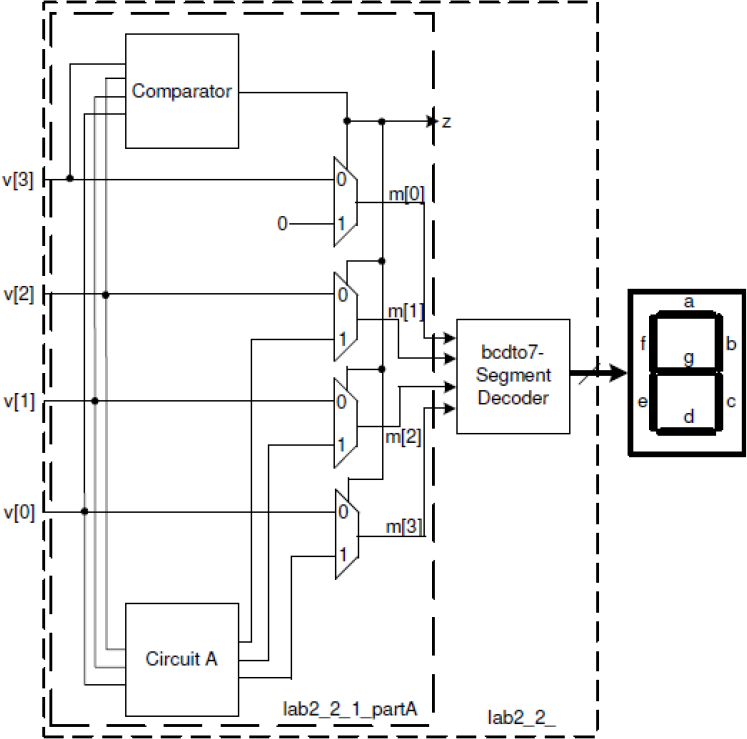 Comparator
z
v[3]
0
m[0]
0
1
v[2]
0
m[1]
1
a
f
b
bcdto7-
Segment
Decoder
g
v[1]
0
e
c
d
1
m[2]
v[0]
0
m[3]
1
Circuit A
lab2_2_1_partA
lab2_2_